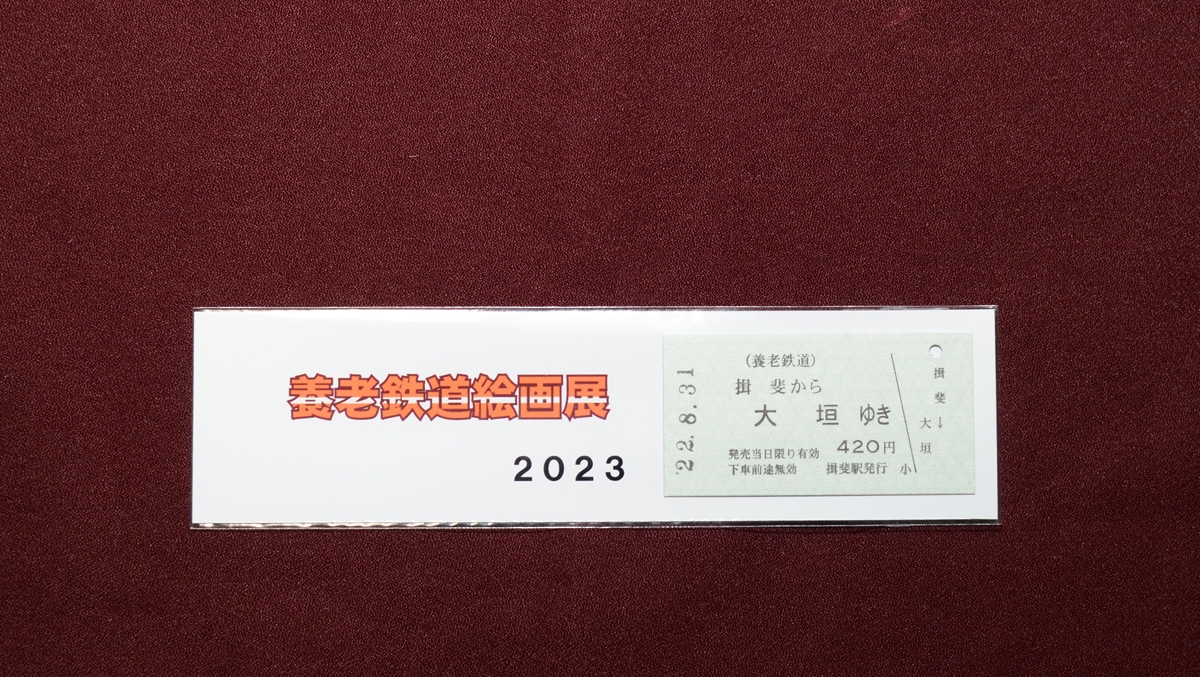 養老鉄道絵画展
2023
22.8.31
(養老鉄道)
揖斐から
大垣ゆき
発売当日限り有効 420円
下車前途無効 揖斐駅発行 小
揖斐↓
大垣